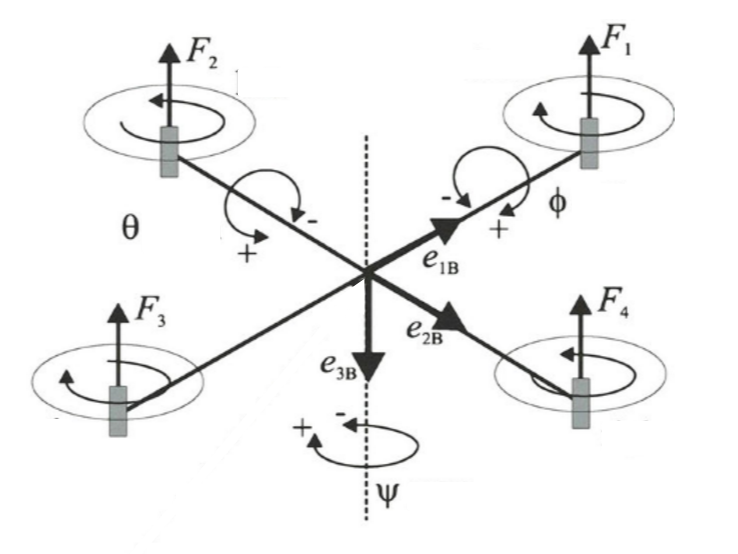 F₂
F₁
-
-
θ
ϕ
+
+
e₁B
F₃
F₄
e₂B
e₃B
-
+
ψ